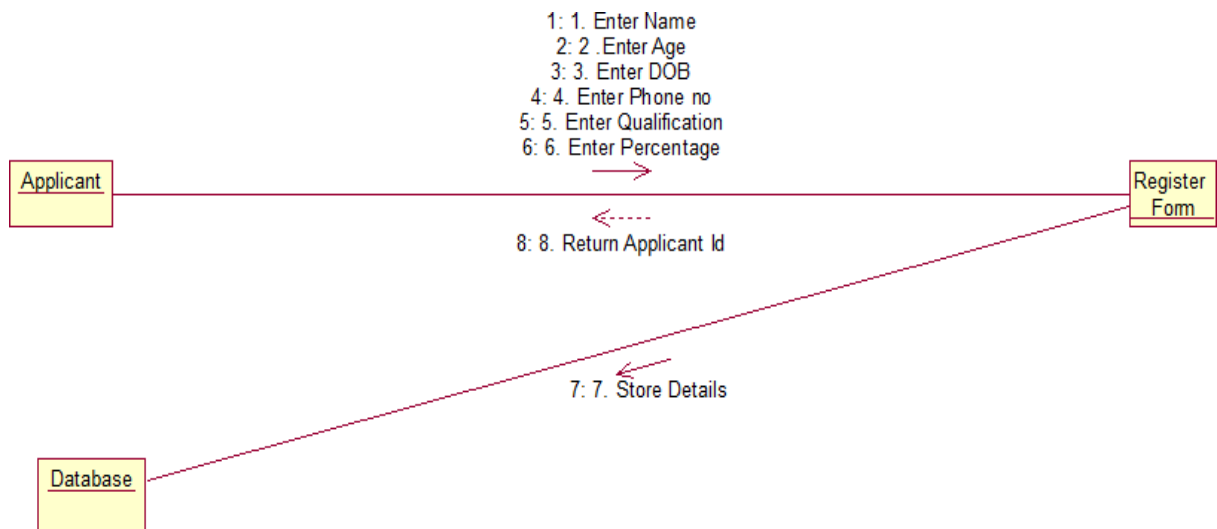 1: 1. Enter Name
2: 2 .Enter Age
3: 3. Enter DOB
4: 4. Enter Phone no
5: 5. Enter Qualification
6: 6. Enter Percentage
Applicant
Register
Form
8: 8. Return Applicant Id
7: 7. Store Details
Database